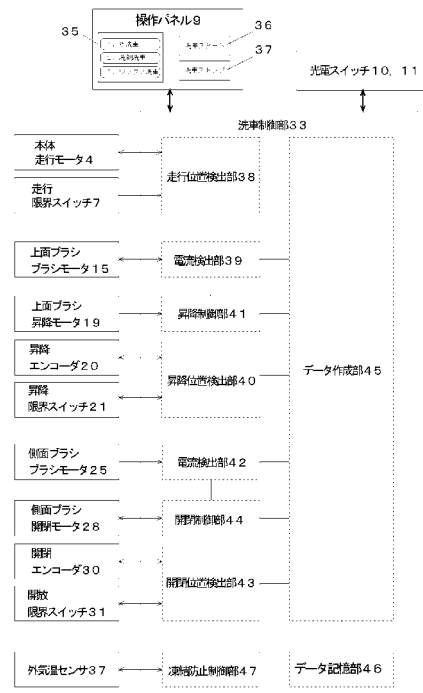 操作パネル9
35
36
37
光電スイッチ10, 11
洗車制御部33
本体
走行モータ4
走行
限界スイッチ7
走行位置検出部38
上面ブラシ
ブラシモータ15
電流検出部39
上面ブラシ
昇降モータ19
昇降制御部41
昇降
エンコーダ20
昇降
限界スイッチ21
昇降位置検出部40
データ作成部45
側面ブラシ
ブラシモータ25
電流検出部42
側面ブラシ
開閉モータ28
開閉制御部44
開閉
エンコーダ30
開放
限界スイッチ31
開閉位置検出部43
外気温センサ37
凍結防止制御部47
データ記憶部46